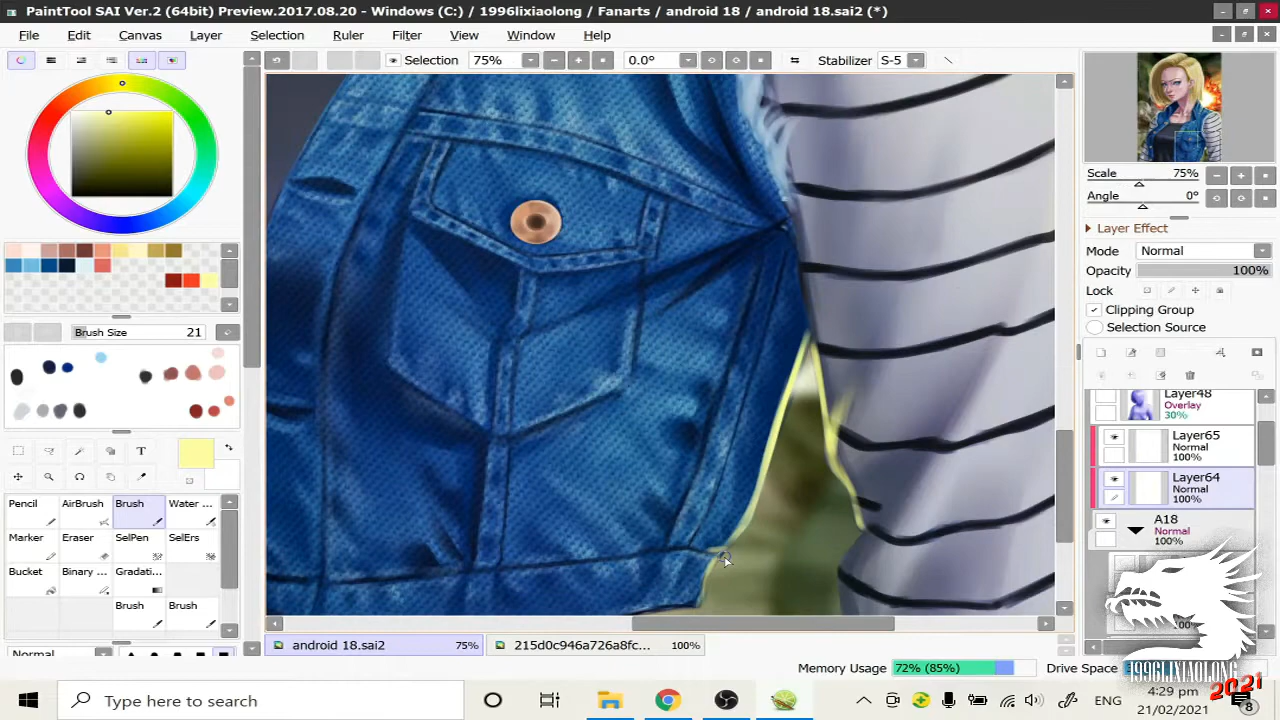 PaintTool SAI Ver.2 (64bit) Preview.2017.08.20 - Windows (C:) / 1996lixiaolong / Fanarts / android 18 / android 18.sai2 (*)
File Edit Canvas Layer Selection Ruler Filter View Window Help
Selection 75% 0.0° Stabilizer S-5
Scale 75%
Angle 0°
Layer Effect
Mode Normal
Opacity 100%
Lock
Clipping Group
Selection Source
Brush Size 21
Layer48
Overlay
30%
Layer65
Normal
100%
Layer64
Normal
100%
A18
Normal
100%
Pencil AirBrush Brush Water ...
Marker Eraser SelPen SelErs
Bucket Binary ... Gradati...
Brush Brush
Normal
android 18.sai2 75% 215d0c946a726a8fc... 100%
Memory Usage 72% (85%) Drive Space
1996LIXIAOLONG
2021
Type here to search
ENG
4:29 pm
21/02/2021
8